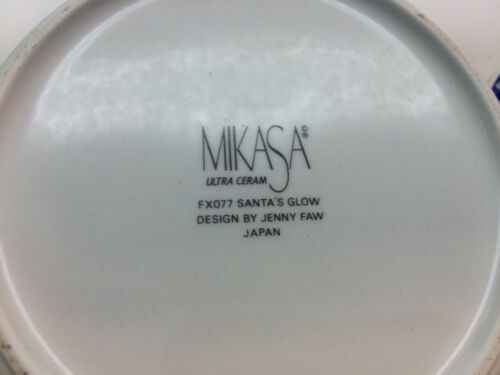 MIKASA©®
ULTRA CERAM
FX077 SANTA'S GLOW
DESIGN BY JENNY FAW
JAPAN